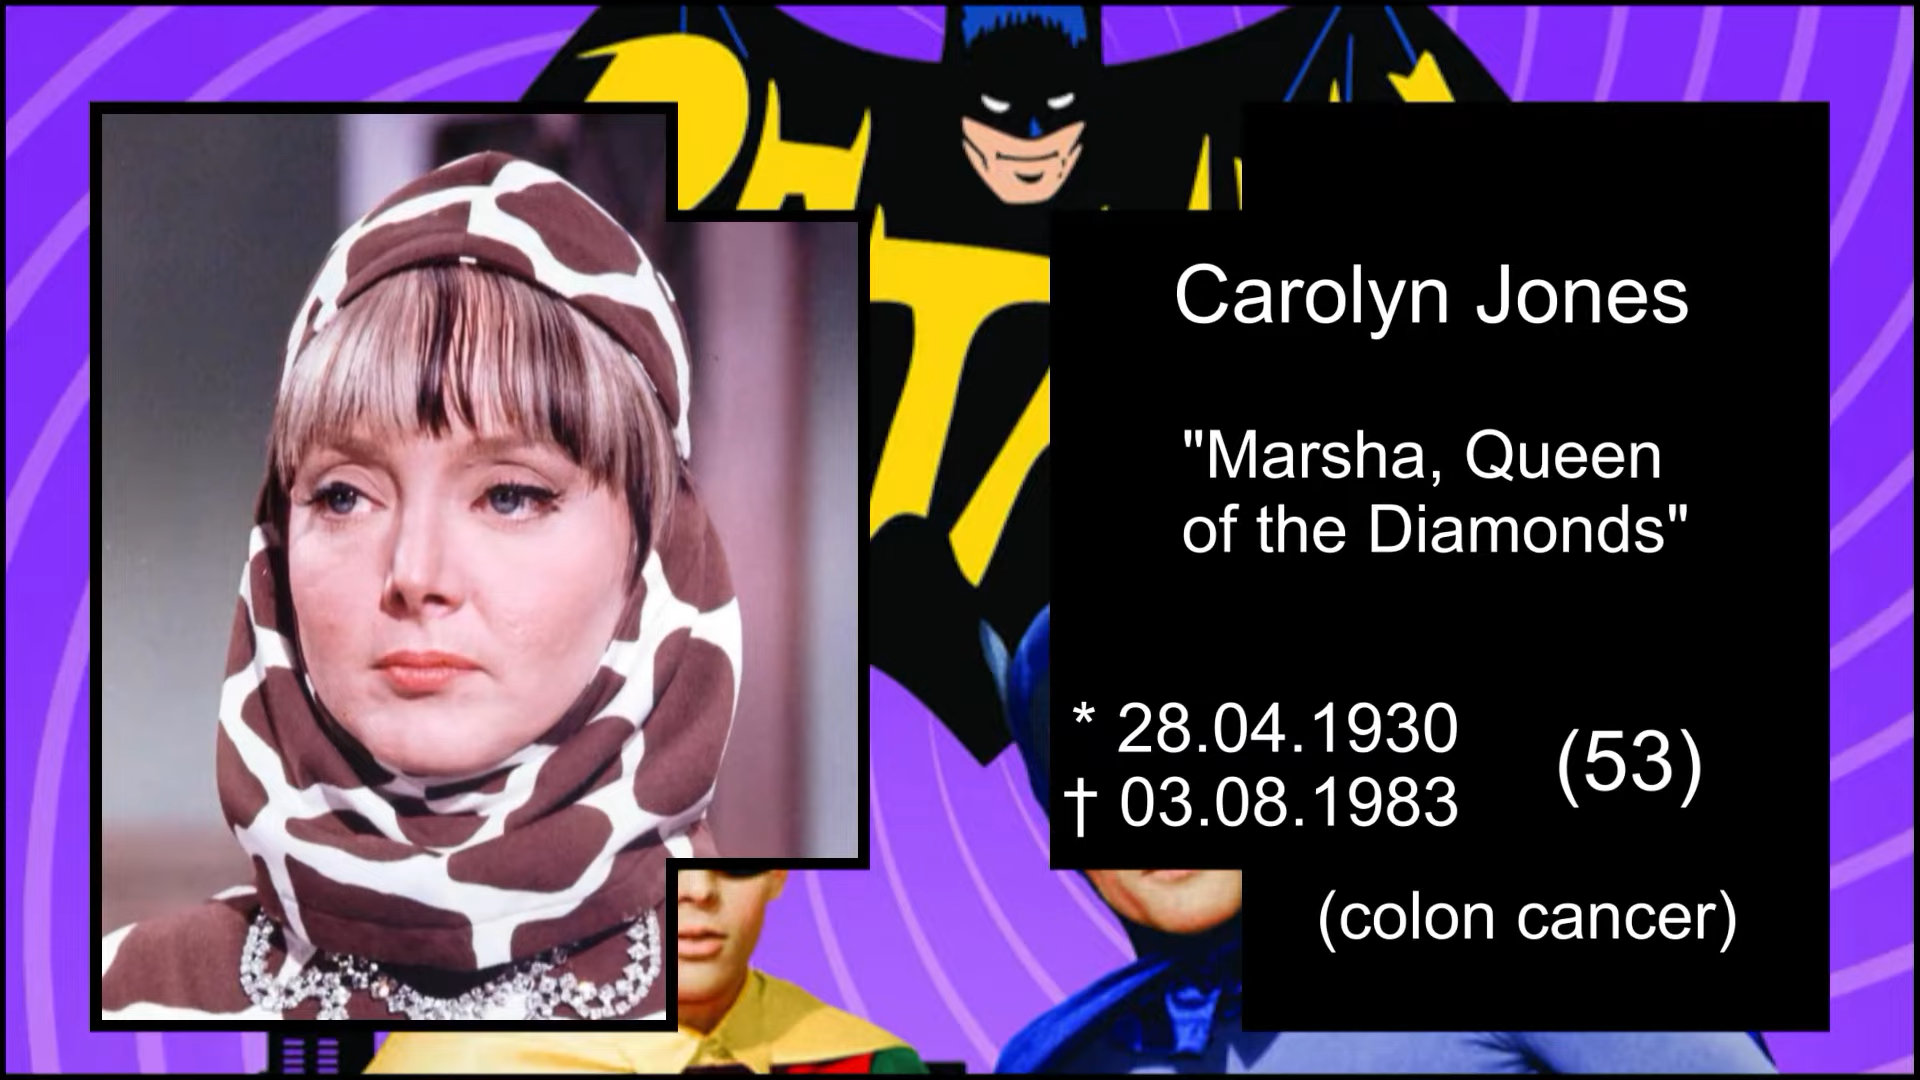 Carolyn Jones
"Marsha, Queen
of the Diamonds"
* 28.04.1930
† 03.08.1983
(53)
(colon cancer)